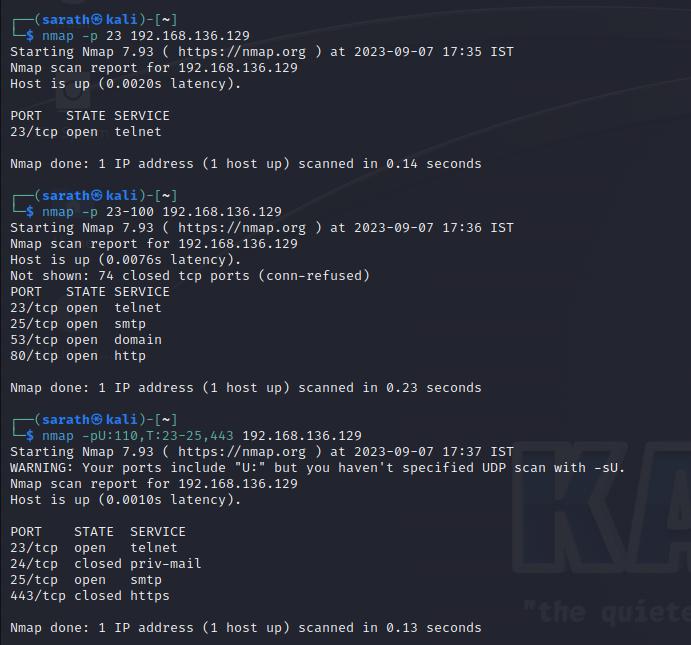 ┌──(sarath㉿kali)-[~]
└─$ nmap -p 23 192.168.136.129
Starting Nmap 7.93 ( https://nmap.org ) at 2023-09-07 17:35 IST
Nmap scan report for 192.168.136.129
Host is up (0.0020s latency).
PORT   STATE SERVICE
23/tcp open  telnet
Nmap done: 1 IP address (1 host up) scanned in 0.14 seconds
┌──(sarath㉿kali)-[~]
└─$ nmap -p 23-100 192.168.136.129
Starting Nmap 7.93 ( https://nmap.org ) at 2023-09-07 17:36 IST
Nmap scan report for 192.168.136.129
Host is up (0.0076s latency).
Not shown: 74 closed tcp ports (conn-refused)
PORT   STATE SERVICE
23/tcp open  telnet
25/tcp open  smtp
53/tcp open  domain
80/tcp open  http
Nmap done: 1 IP address (1 host up) scanned in 0.23 seconds
┌──(sarath㉿kali)-[~]
└─$ nmap -pU:110,T:23-25,443 192.168.136.129
Starting Nmap 7.93 ( https://nmap.org ) at 2023-09-07 17:37 IST
WARNING: Your ports include "U:" but you haven't specified UDP scan with -sU.
Nmap scan report for 192.168.136.129
Host is up (0.0010s latency).
PORT    STATE  SERVICE
23/tcp  open   telnet
24/tcp  closed priv-mail
25/tcp  open   smtp
443/tcp closed https
Nmap done: 1 IP address (1 host up) scanned in 0.13 seconds
KA
"the quiete